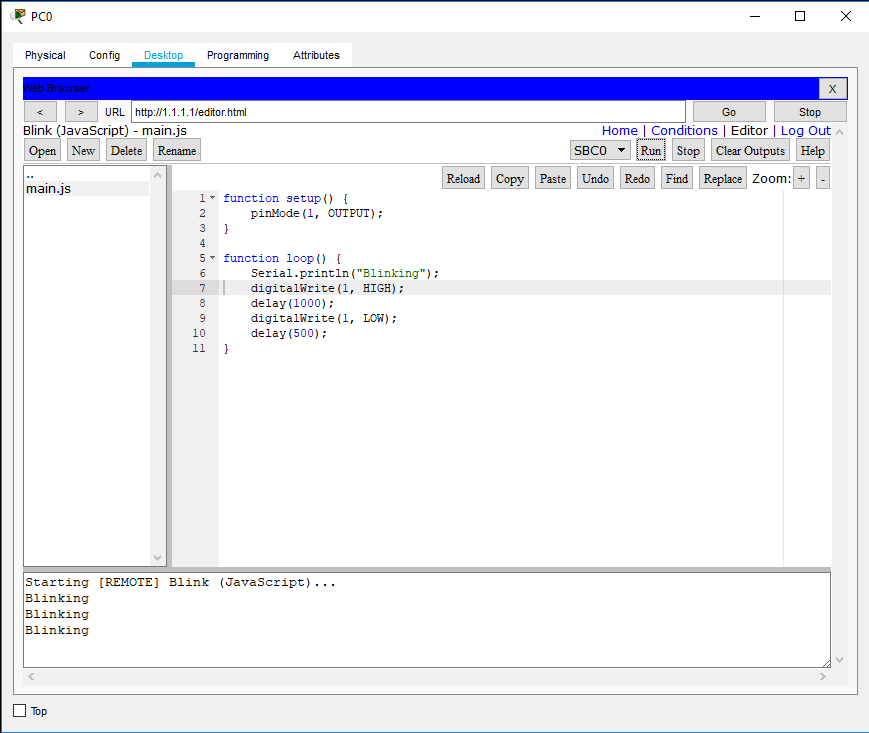 PC0
Physical Config Desktop Programming Attributes
Web Browser X
< > URL http://1.1.1.1/editor.html Go Stop
Blink (JavaScript) - main.js Home | Conditions | Editor | Log Out
Open New Delete Rename SBC0 Run Stop Clear Outputs Help
..
main.js
Reload Copy Paste Undo Redo Find Replace Zoom: + -
1 function setup() {
2 pinMode(1, OUTPUT);
3 }
4
5 function loop() {
6 Serial.println("Blinking");
7 digitalWrite(1, HIGH);
8 delay(1000);
9 digitalWrite(1, LOW);
10 delay(500);
11 }
Starting [REMOTE] Blink (JavaScript)...
Blinking
Blinking
Blinking
Top